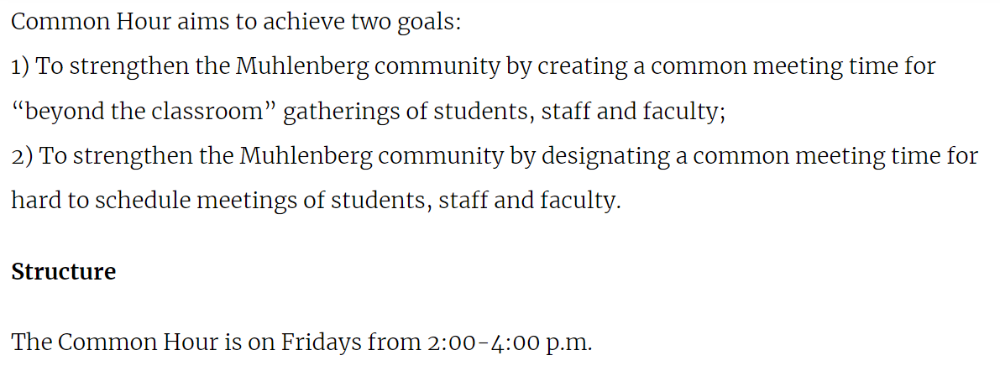 Common Hour aims to achieve two goals:
1) To strengthen the Muhlenberg community by creating a common meeting time for
“beyond the classroom” gatherings of students, staff and faculty;
2) To strengthen the Muhlenberg community by designating a common meeting time for
hard to schedule meetings of students, staff and faculty.
Structure
The Common Hour is on Fridays from 2:00-4:00 p.m.